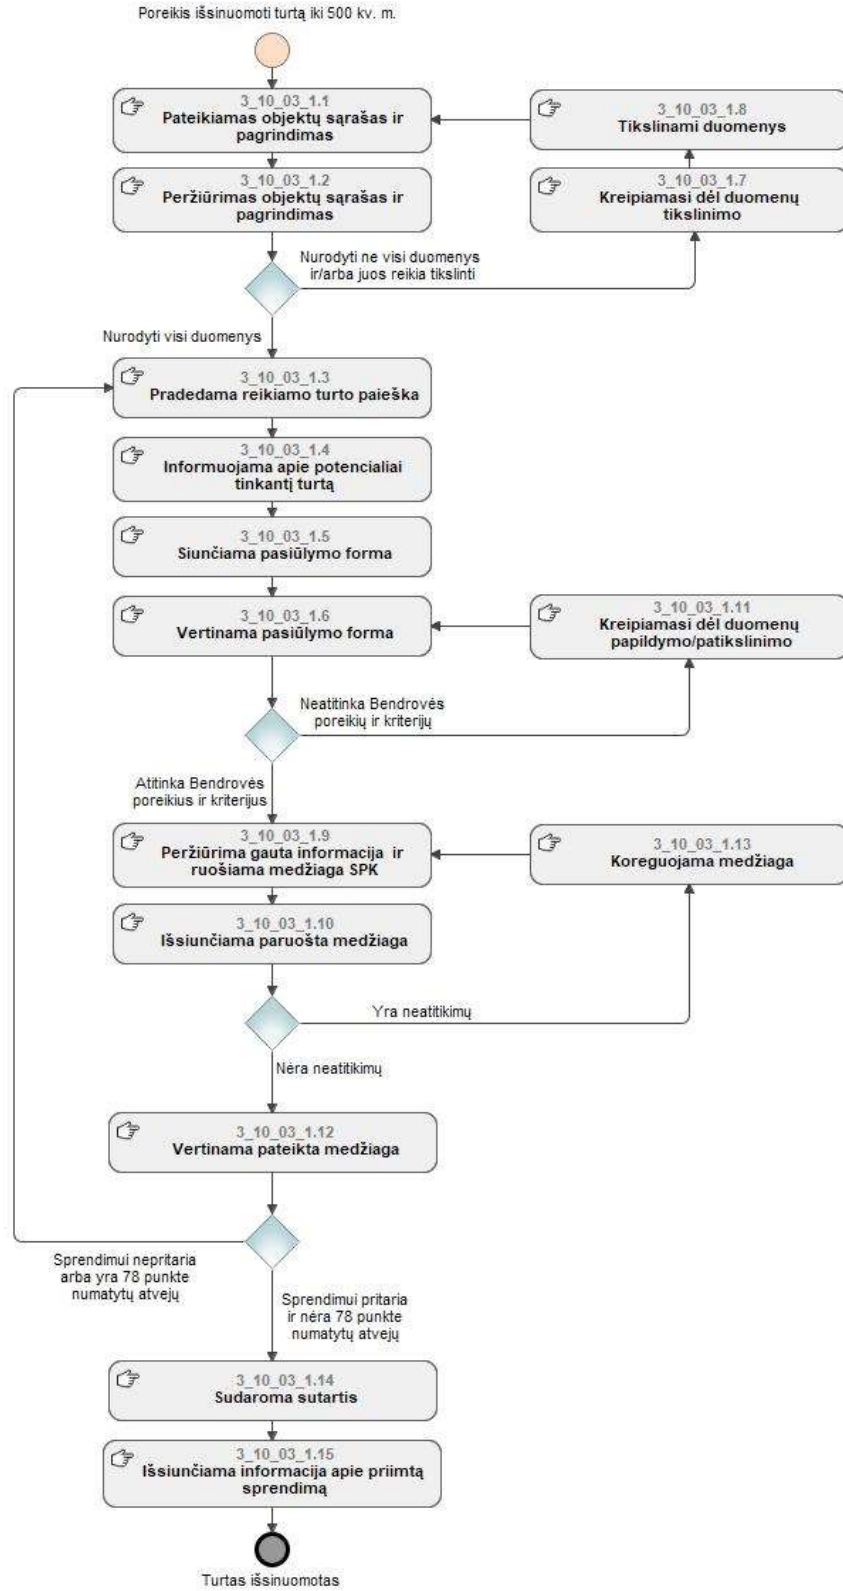 Poreikis išsinuomoti turtą iki 500 kv. m.
3_10_03_1.1
Pateikiamas objektų sąrašas ir
pagrindimas
3_10_03_1.8
Tikslinami duomenys
3_10_03_1.2
Peržiūrimas objektų sąrašas ir
pagrindimas
3_10_03_1.7
Kreipiamasi dėl duomenų
tikslinimo
Nurodyti ne visi duomenys
ir/arba juos reikia tikslinti
Nurodyti visi duomenys
3_10_03_1.3
Pradedama reikiamo turto paieška
3_10_03_1.4
Informuojama apie potencialiai
tinkantį turtą
3_10_03_1.5
Siunčiama pasiūlymo forma
3_10_03_1.6
Vertinama pasiūlymo forma
3_10_03_1.11
Kreipiamasi dėl duomenų
papildymo/patikslinimo
Neatitinka Bendrovės
poreikių ir kriterijų
Atitinka Bendrovės
poreikius ir kriterijus
3_10_03_1.9
Peržiūrima gauta informacija ir
ruošiama medžiaga SPK
3_10_03_1.13
Koreguojama medžiaga
3_10_03_1.10
Išsiunčiama paruošta medžiaga
Yra neatitikimų
Nėra neatitikimų
3_10_03_1.12
Vertinama pateikta medžiaga
Sprendimui nepritaria
arba yra 78 punkte
numatytų atvejų
Sprendimui pritaria
ir nėra 78 punkte
numatytų atvejų
3_10_03_1.14
Sudaroma sutartis
3_10_03_1.15
Išsiunčiama informacija apie priimtą
sprendimą
Turtas išsinuomotas